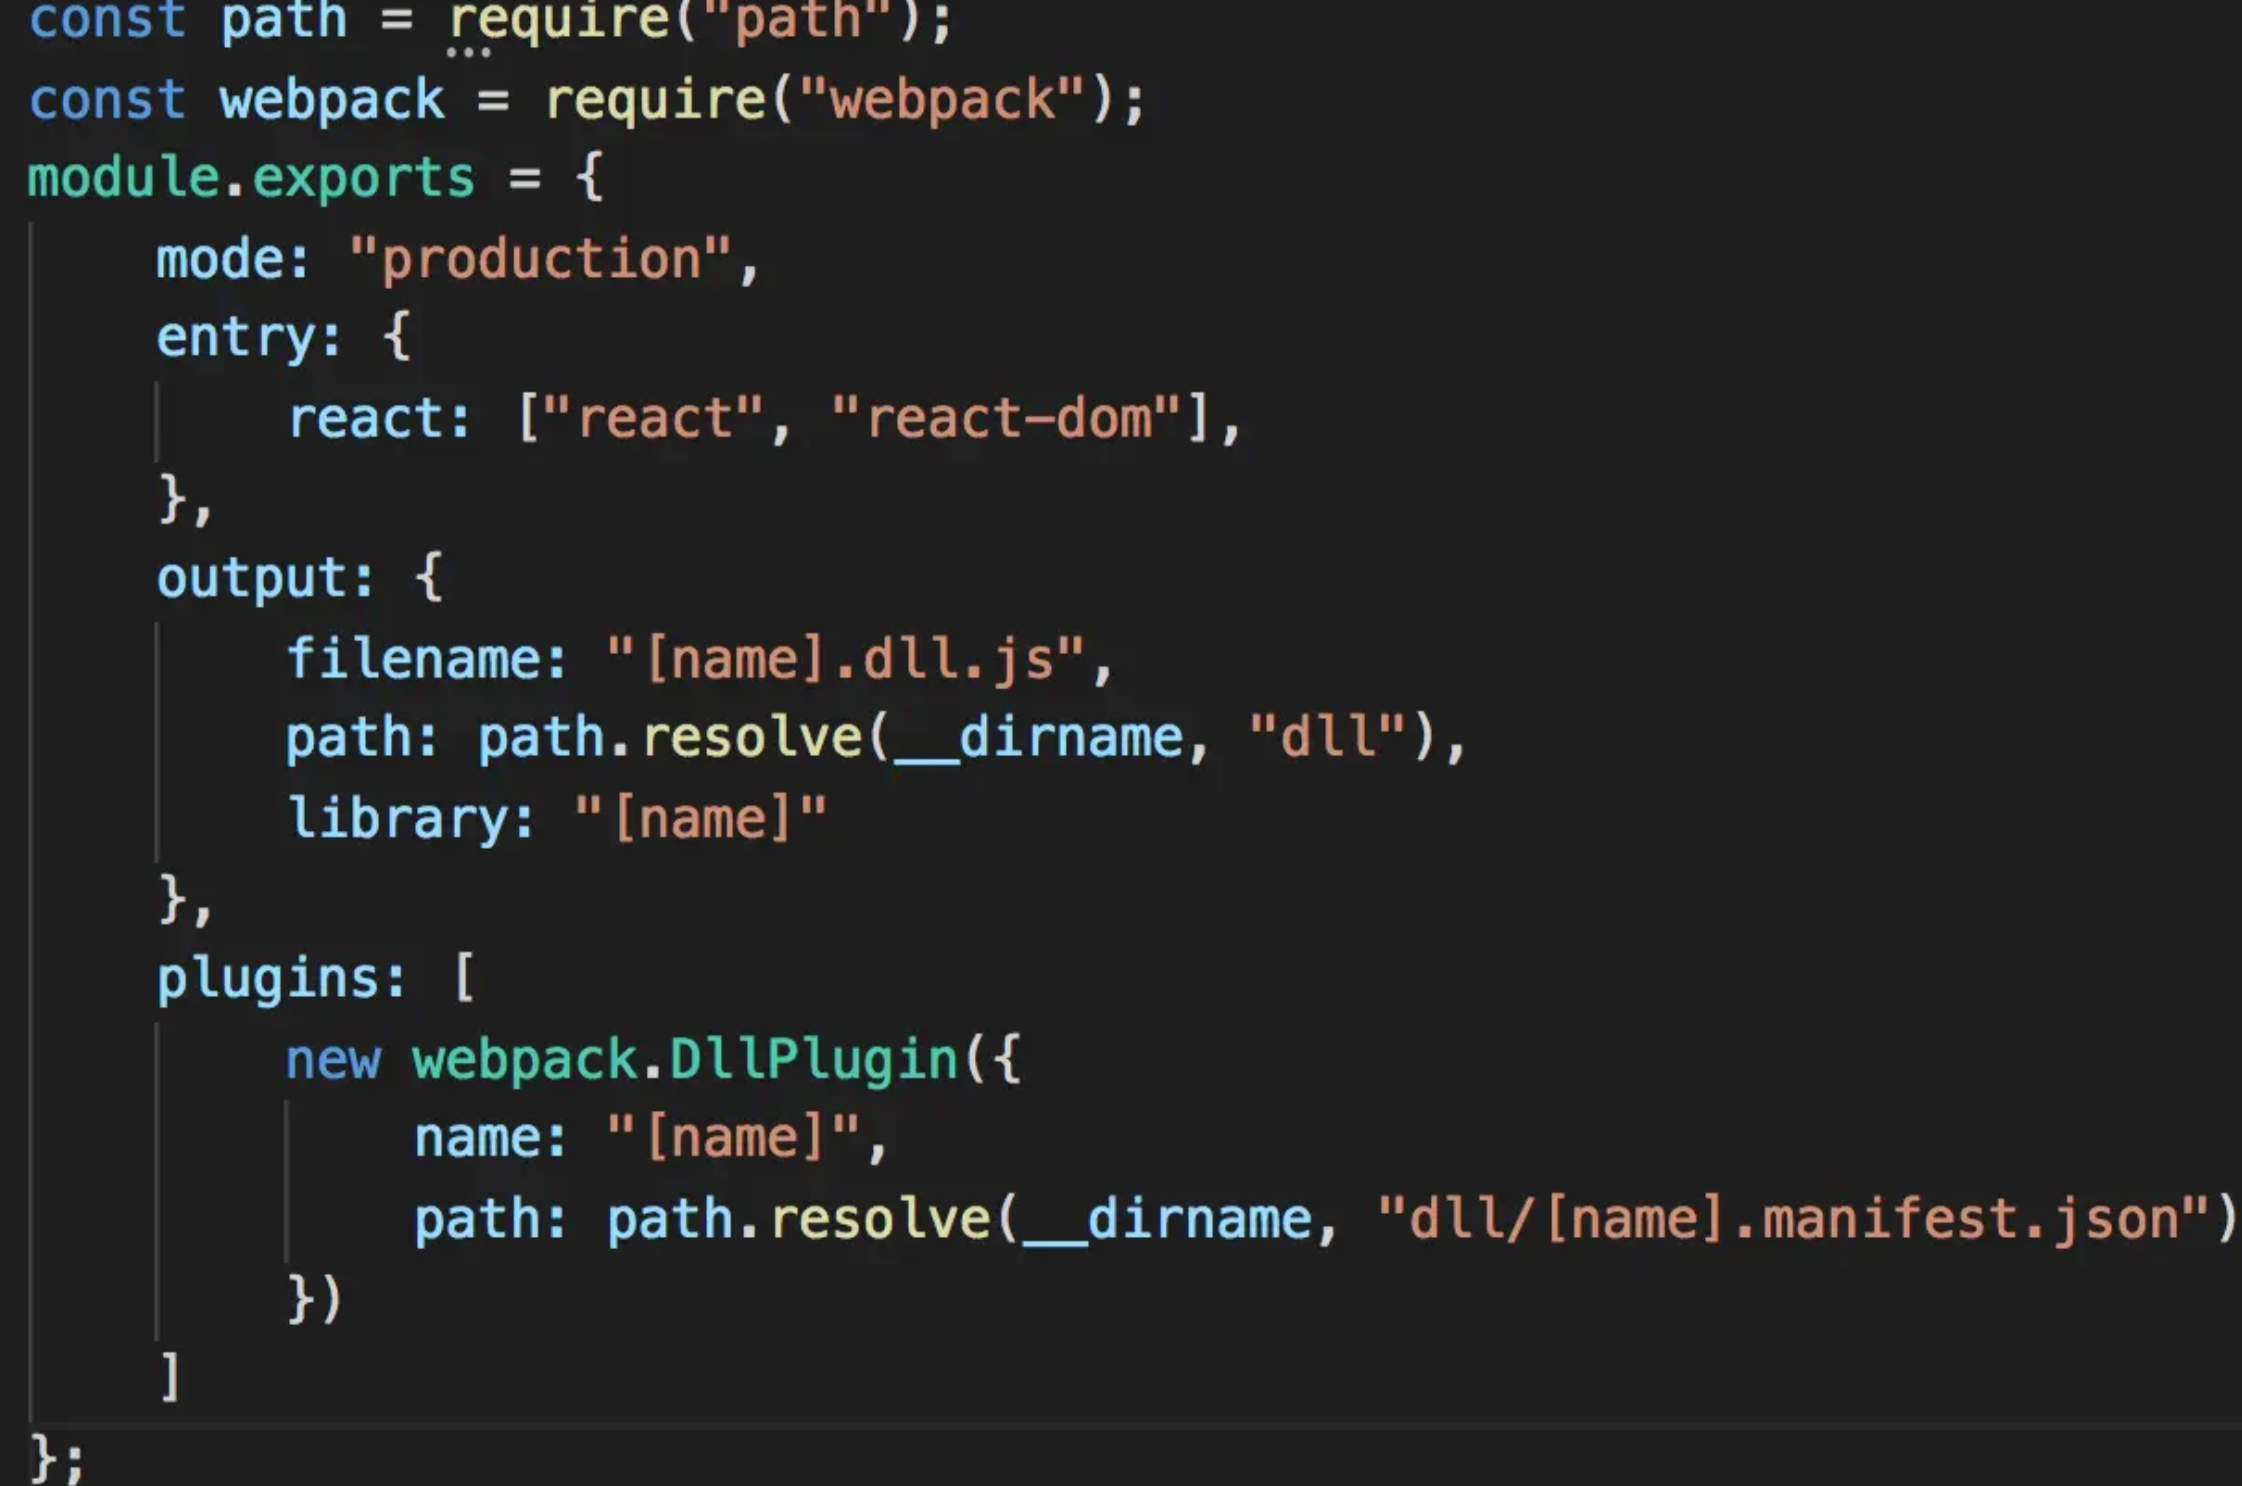 const path = require("path");
const webpack = require("webpack");
module.exports = {
    mode: "production",
    entry: {
        react: ["react", "react-dom"],
    },
    output: {
        filename: "[name].dll.js",
        path: path.resolve(__dirname, "dll"),
        library: "[name]"
    },
    plugins: [
        new webpack.DllPlugin({
            name: "[name]",
            path: path.resolve(__dirname, "dll/[name].manifest.json")
        })
    ]
};